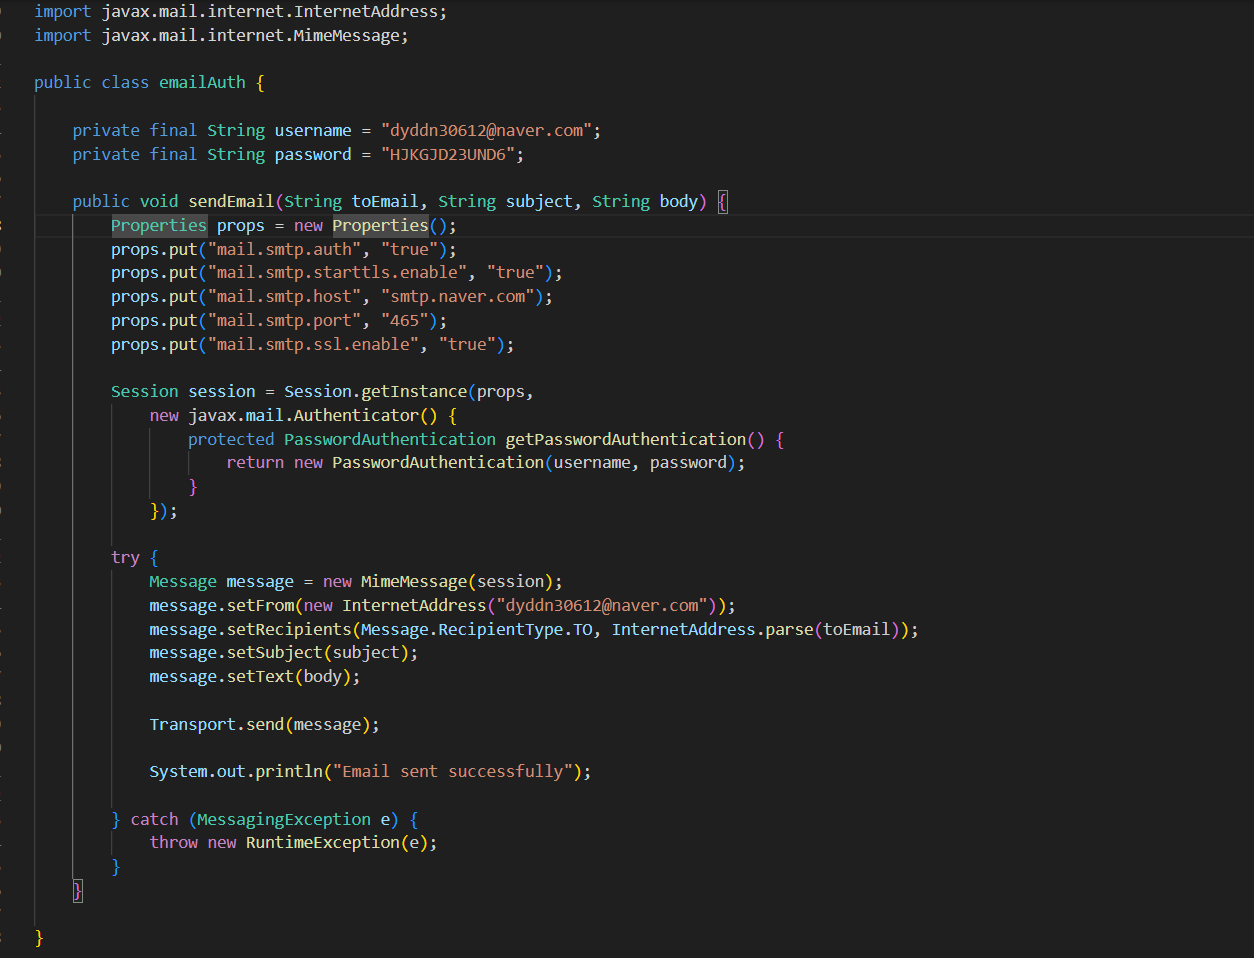 import javax.mail.internet.InternetAddress;
import javax.mail.internet.MimeMessage;
public class emailAuth {
private final String username = "dyddn30612@naver.com";
private final String password = "HJKGJD23UND6";
public void sendEmail(String toEmail, String subject, String body) {
Properties props = new Properties();
props.put("mail.smtp.auth", "true");
props.put("mail.smtp.starttls.enable", "true");
props.put("mail.smtp.host", "smtp.naver.com");
props.put("mail.smtp.port", "465");
props.put("mail.smtp.ssl.enable", "true");
Session session = Session.getInstance(props,
new javax.mail.Authenticator() {
protected PasswordAuthentication getPasswordAuthentication() {
return new PasswordAuthentication(username, password);
}
});
try {
Message message = new MimeMessage(session);
message.setFrom(new InternetAddress("dyddn30612@naver.com"));
message.setRecipients(Message.RecipientType.TO, InternetAddress.parse(toEmail));
message.setSubject(subject);
message.setText(body);
Transport.send(message);
System.out.println("Email sent successfully");
} catch (MessagingException e) {
throw new RuntimeException(e);
}
}
}